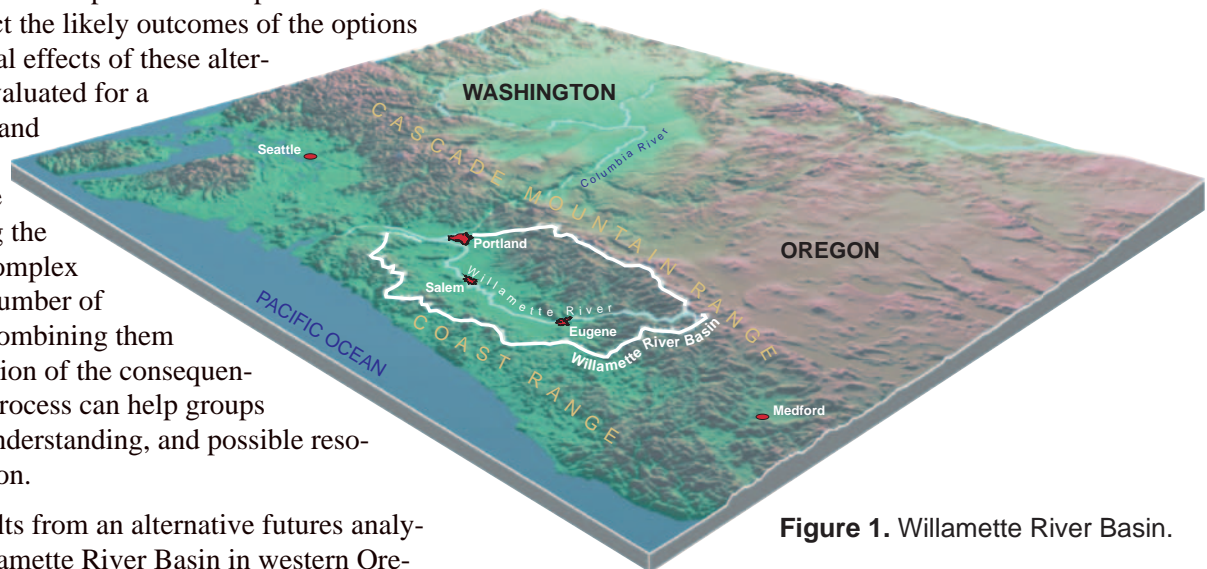 ct the likely outcomes of the options
al effects of these alter-
valuated for a
and
g the
omplex
umber of
ombining them
tion of the consequen-
rocess can help groups
nderstanding, and possible reso-
on.
lts from an alternative futures analy-
lamette River Basin in western Ore-
WASHINGTON
CASCADE MOUNTAIN RANGE
Seattle
Columbia River
OREGON
Portland
Salem
Willamette River
Eugene
Willamette River Basin
PACIFIC OCEAN
COAST RANGE
Medford
Figure 1. Willamette River Basin.